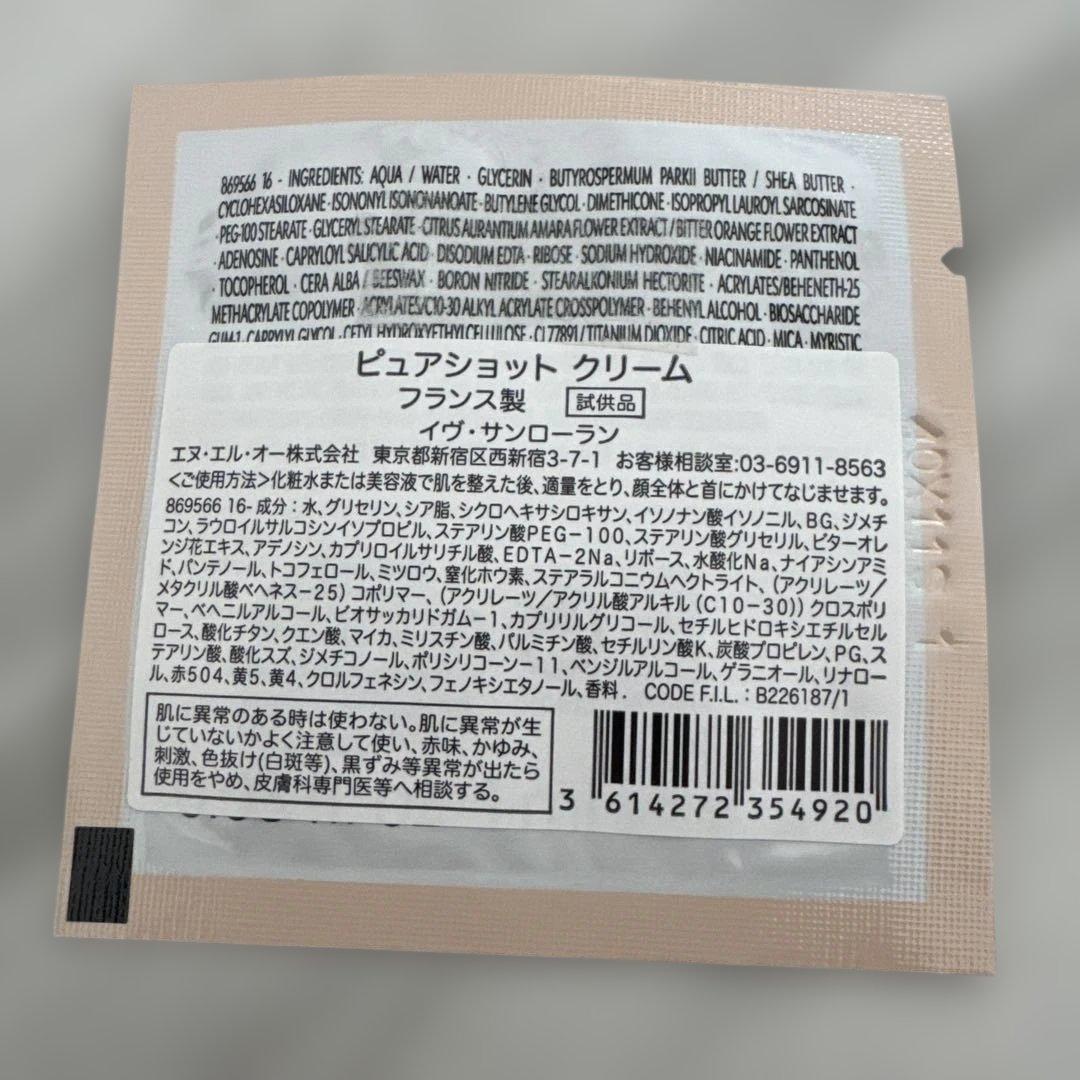 869566 16 - INGREDIENTS: AQUA / WATER · GLYCERIN · BUTYROSPERMUM PARKII BUTTER / SHEA BUTTER ·
CYCLOHEXASILOXANE · ISONONYL ISONONANOATE · BUTYLENE GLYCOL · DIMETHICONE · ISOPROPYL LAUROYL SARCOSINATE
· PEG-100 STEARATE · GLYCERYL STEARATE · CITRUS AURANTIUM AMARA FLOWER EXTRACT / BITTER ORANGE FLOWER EXTRACT
· ADENOSINE · CAPRYLOYL SALICYLIC ACID · DISODIUM EDTA · RIBOSE · SODIUM HYDROXIDE · NIACINAMIDE · PANTHENOL
· TOCOPHEROL · CERA ALBA / BEESWAX · BORON NITRIDE · STEARALKONIUM HECTORITE · ACRYLATES/BEHENETH-25
METHACRYLATE COPOLYMER · ACRYLATES/C10-30 ALKYL ACRYLATE CROSSPOLYMER · BEHENYL ALCOHOL · BIOSACCHARIDE
GUM-1 · CAPRYLYL GLYCOL · CETYL HYDROXYETHYLCELLULOSE · CI 77891 / TITANIUM DIOXIDE · CITRIC ACID · MICA · MYRISTIC
ピュアショット クリーム
フランス製 試供品
イヴ・サンローラン
エヌ・エル・オー株式会社 東京都新宿区西新宿3-7-1 お客様相談室:03-6911-8563
<ご使用方法>化粧水または美容液で肌を整えた後、適量をとり、顔全体と首にかけてなじませます。
869566 16- 成分：水、グリセリン、シア脂、シクロヘキサシロキサン、イソノナン酸イソノニル、BG、ジメチ
コン、ラウロイルサルコシンイソプロピル、ステアリン酸PEG-100、ステアリン酸グリセリル、ビターオレ
ンジ花エキス、アデノシン、カプリロイルサリチル酸、EDTA-2Na、リボース、水酸化Na、ナイアシンアミ
ド、パンテノール、トコフェロール、ミツロウ、窒化ホウ素、ステアラルコニウムヘクトライト、（アクリレーツ／
メタクリル酸ベヘネス-25）コポリマー、（アクリレーツ／アクリル酸アルキル（C10-30））クロスポリ
マー、ベヘニルアルコール、ビオサッカリドガム-1、カプリリルグリコール、セチルヒドロキシエチルセル
ロース、酸化チタン、クエン酸、マイカ、ミリスチン酸、パルミチン酸、セチルリン酸K、炭酸プロピレン、PG、ス
テアリン酸、酸化スズ、ジメチコノール、ポリシリコーン-11、ベンジルアルコール、ゲラニオール、リナロー
ル、赤504、黄5、黄4、クロルフェネシン、フェノキシエタノール、香料． CODE F.I.L. : B226187/1
肌に異常のある時は使わない。肌に異常が生
じていないかよく注意して使い、赤味、かゆみ、
刺激、色抜け(白斑等)、黒ずみ等異常が出たら
使用をやめ、皮膚科専門医等へ相談する。
3 614272 354920